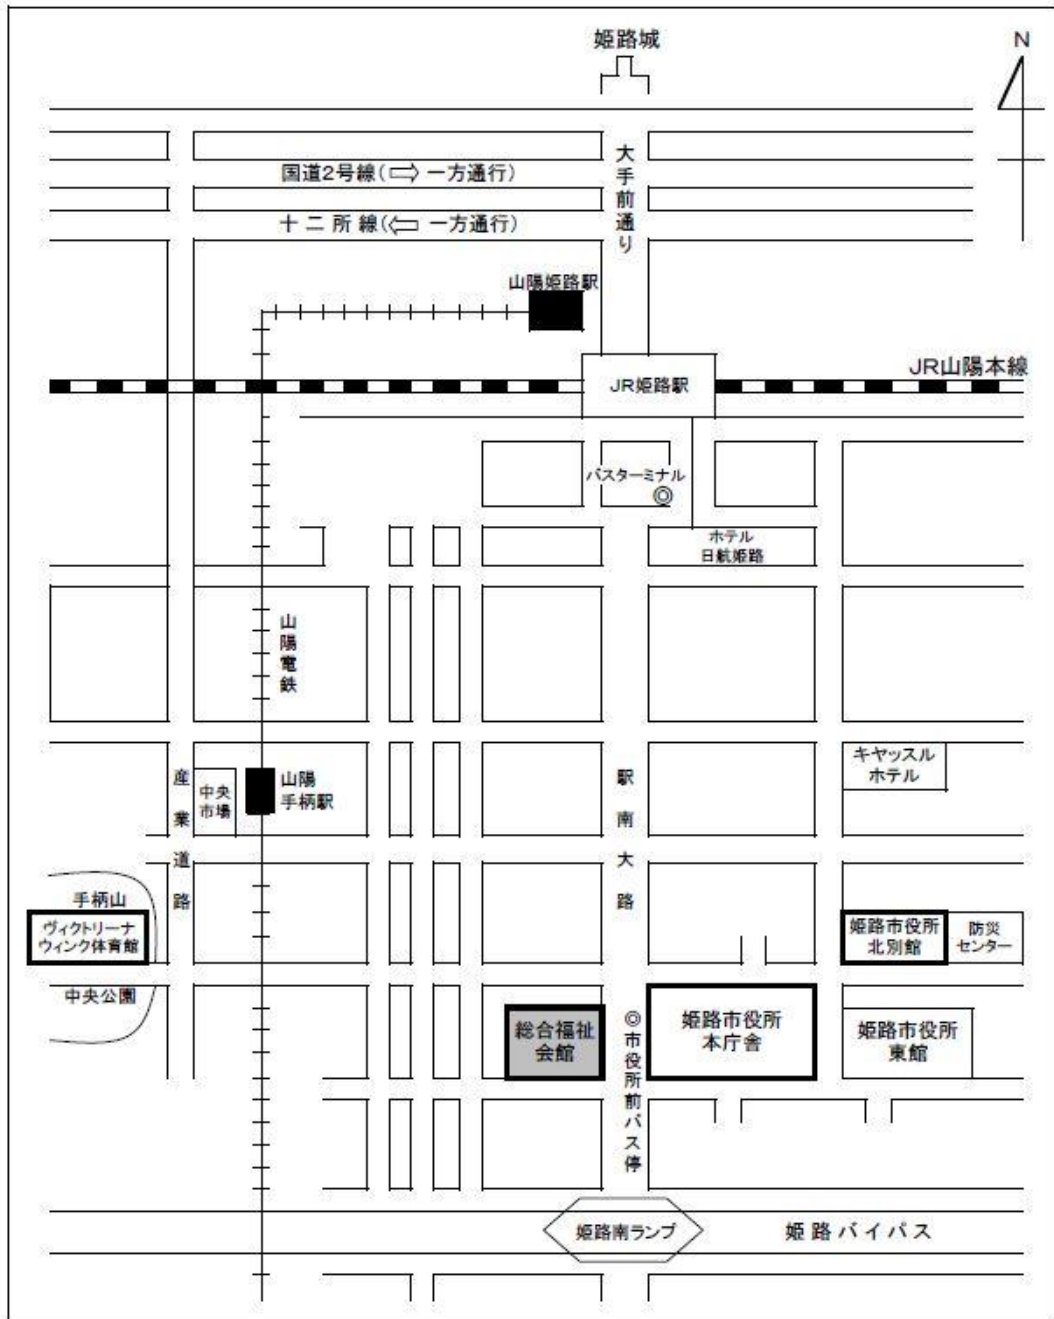 姫路城
N
大手前通り
国道2号線(⇨ 一方通行)
十二所線(⇦ 一方通行)
山陽姫路駅
JR山陽本線
JR姫路駅
バスターミナル
◎
ホテル
日航姫路
山陽電鉄
キャッスル
ホテル
産業道路
中央
市場
山陽
手柄駅
駅南大路
手柄山
ヴィクトリーナ
ウィンク体育館
姫路市役所
北別館
防災
センター
中央公園
総合福祉
会館
◎市役所前バス停
姫路市役所
本庁舎
姫路市役所
東館
姫路南ランプ
姫路バイパス